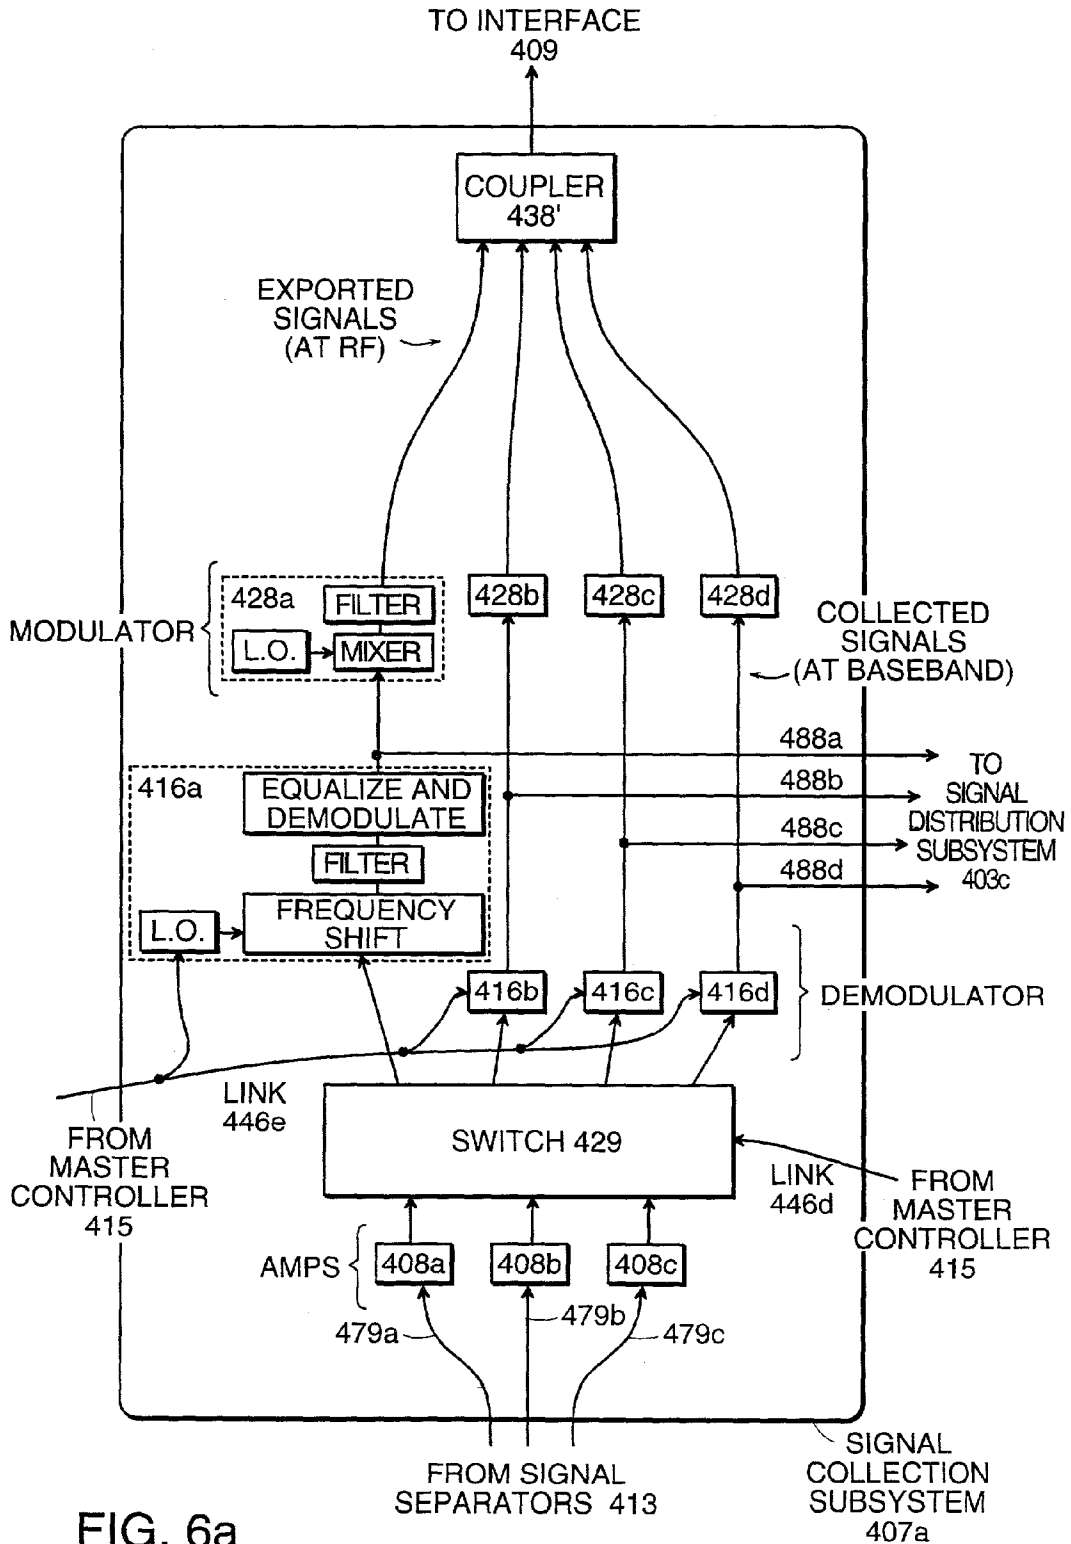 TO INTERFACE
409
COUPLER
438'
EXPORTED
SIGNALS
(AT RF)
428a
FILTER
L.O.
MIXER
MODULATOR
428b
428c
428d
COLLECTED
SIGNALS
(AT BASEBAND)
488a
488b
488c
488d
TO
SIGNAL
DISTRIBUTION
SUBSYSTEM
403c
416a
EQUALIZE AND
DEMODULATE
FILTER
FREQUENCY
SHIFT
L.O.
416b
416c
416d
DEMODULATOR
LINK
446e
FROM
MASTER
CONTROLLER
415
SWITCH 429
LINK
446d
FROM
MASTER
CONTROLLER
415
AMPS
408a
408b
408c
479a
479b
479c
FROM SIGNAL
SEPARATORS 413
SIGNAL
COLLECTION
SUBSYSTEM
407a
FIG. 6a